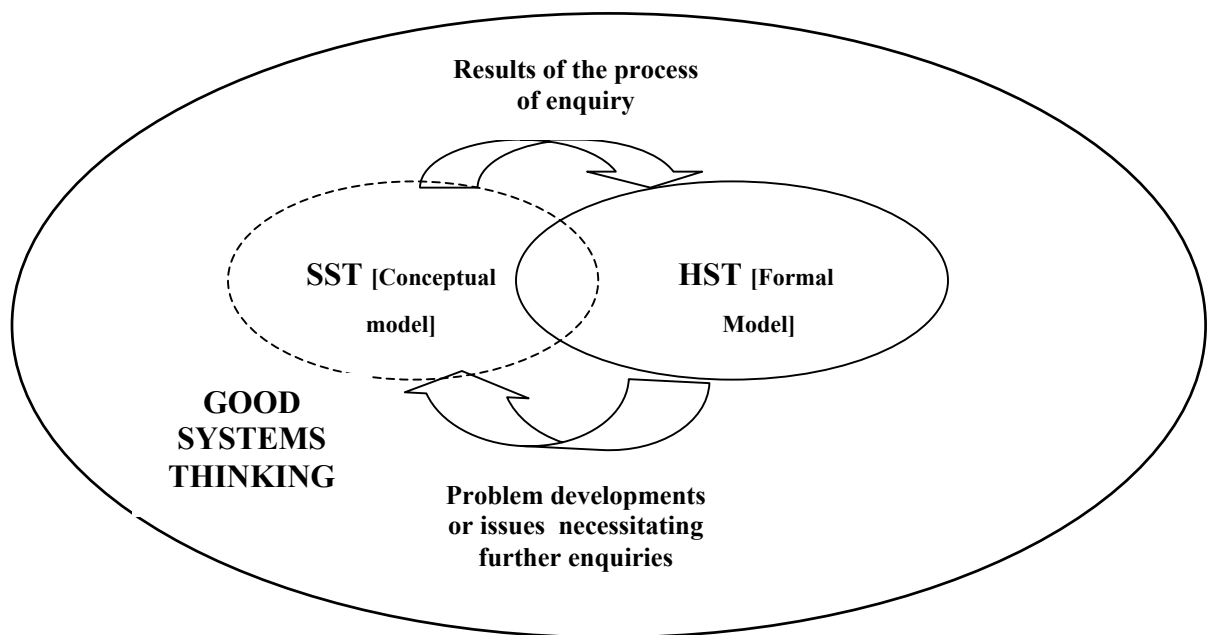 Results of the process
of enquiry
SST [Conceptual
model]
HST [Formal
Model]
GOOD
SYSTEMS
THINKING
Problem developments
or issues necessitating
further enquiries